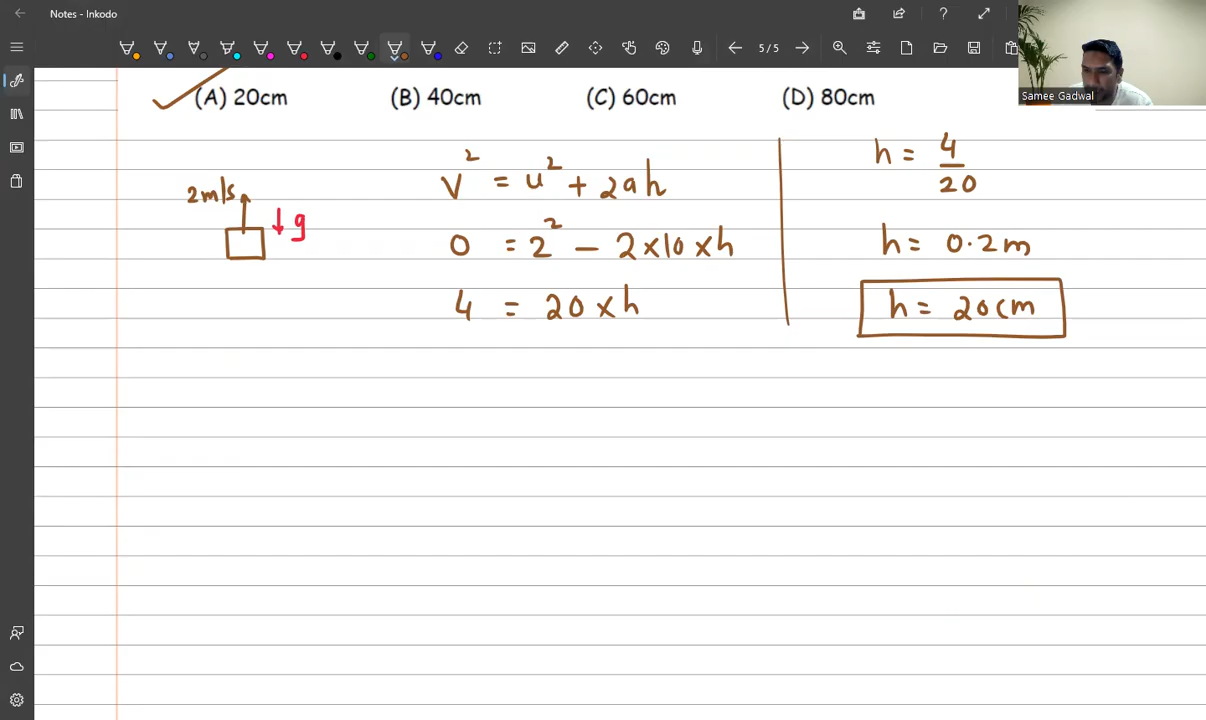 Notes - Inkodo
5/5
Samee Gadwal
(A) 20cm (B) 40cm (C) 60cm (D) 80cm
2m/s
↓ g
v² = u² + 2ah
0 = 2² - 2×10×h
4 = 20×h
h = 4/20
h = 0.2m
h = 20cm